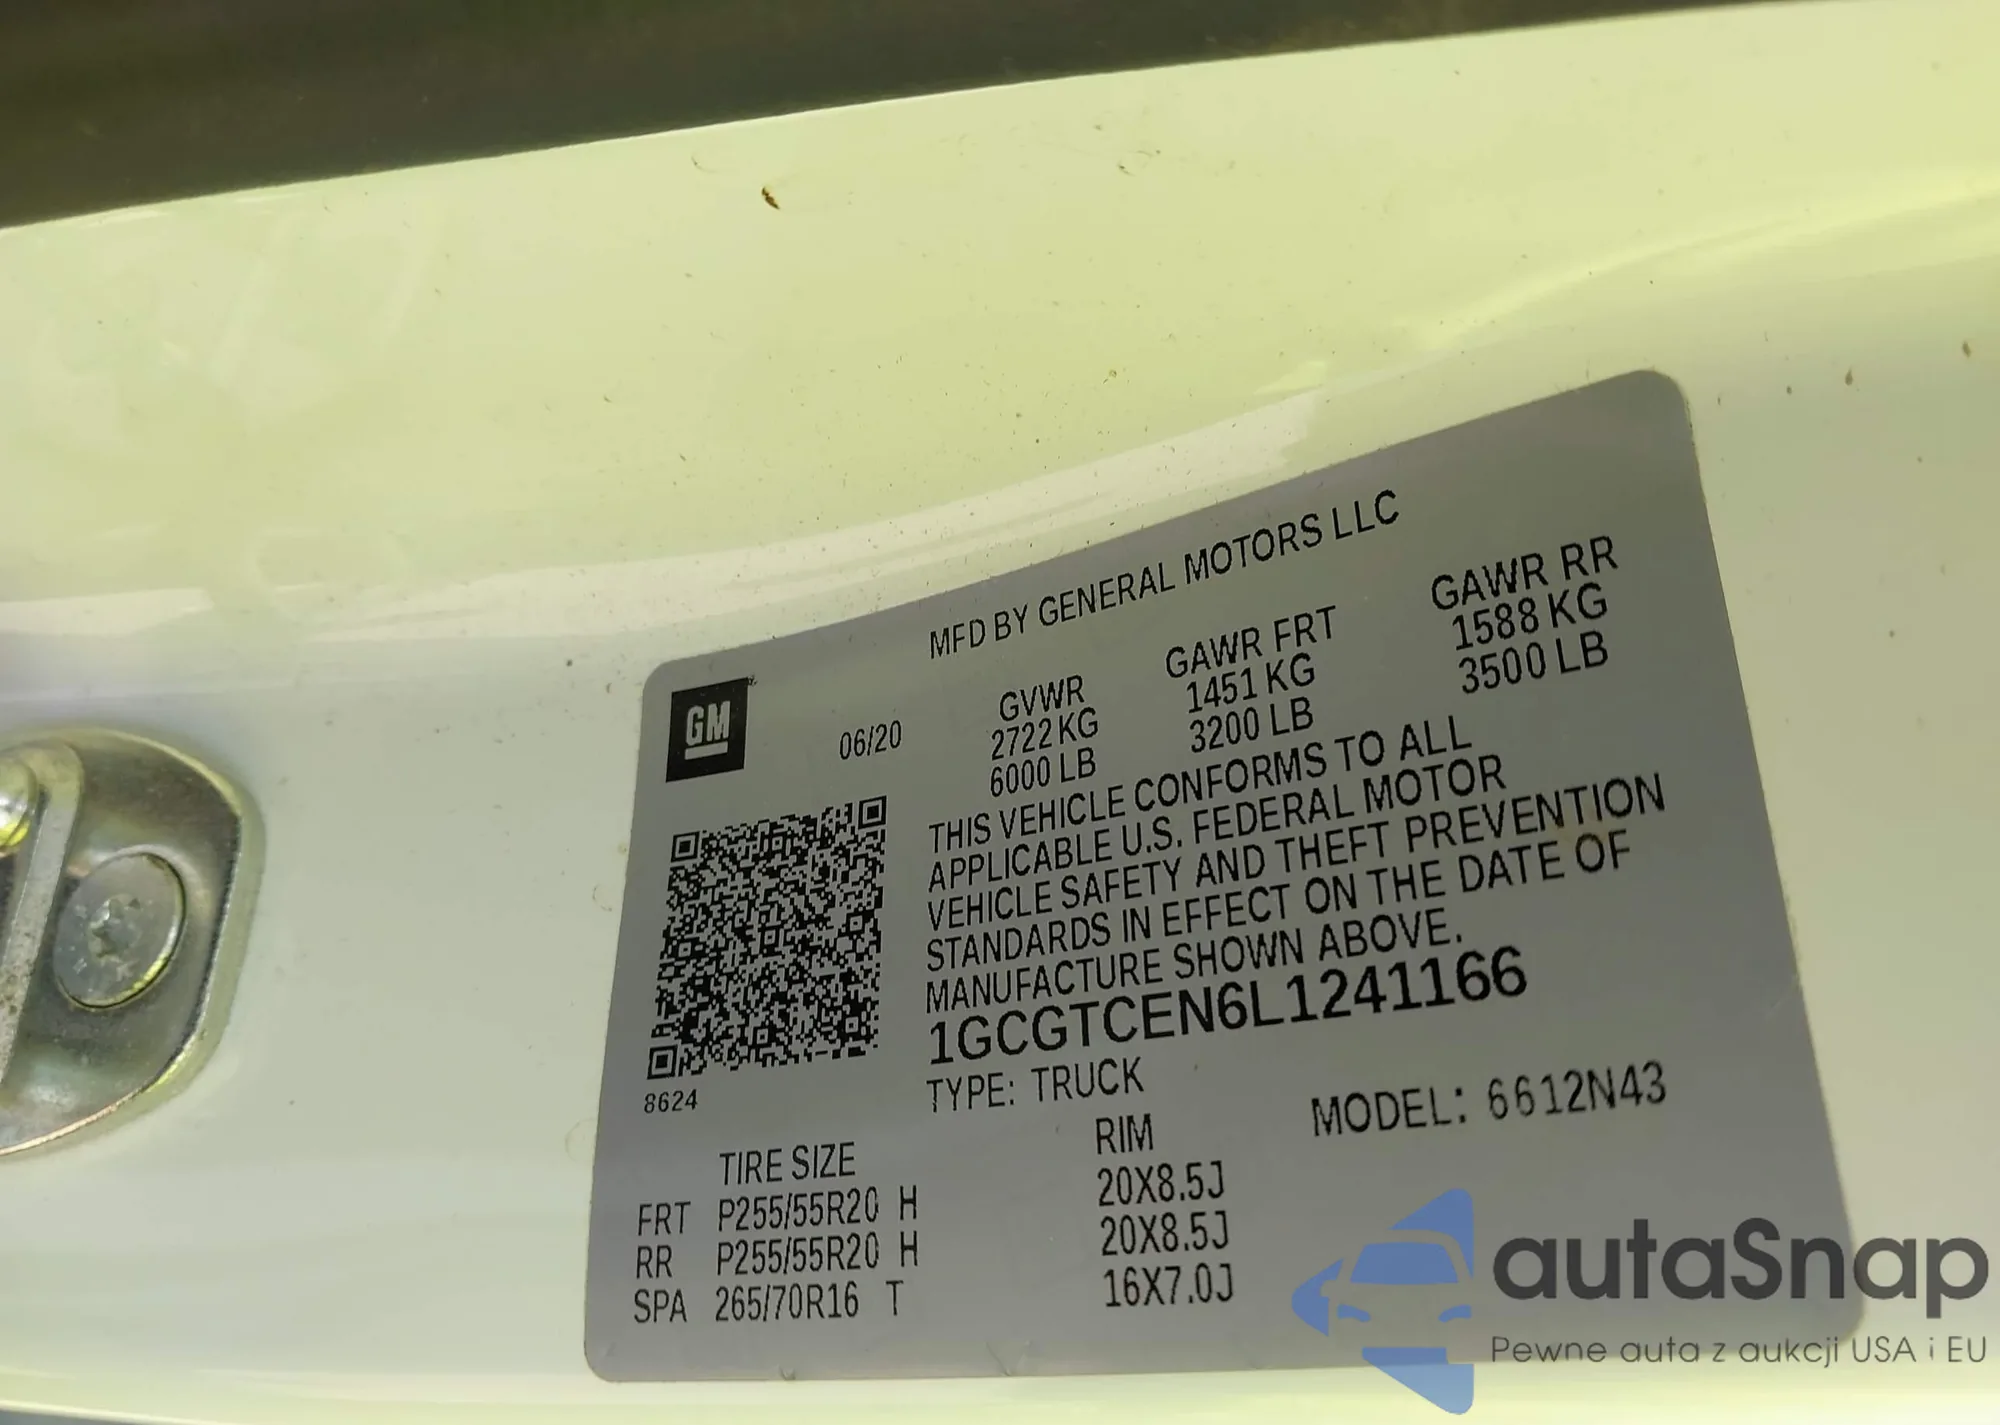 MFD BY GENERAL MOTORS LLC
GM
06/20
GVWR
2722 KG
6000 LB
GAWR FRT
1451 KG
3200 LB
GAWR RR
1588 KG
3500 LB
THIS VEHICLE CONFORMS TO ALL
APPLICABLE U.S. FEDERAL MOTOR
VEHICLE SAFETY AND THEFT PREVENTION
STANDARDS IN EFFECT ON THE DATE OF
MANUFACTURE SHOWN ABOVE.
1GCGTCEN6L1241166
8624
TYPE: TRUCK
MODEL: 6612N43
TIRE SIZE RIM
FRT P255/55R20 H 20X8.5J
RR P255/55R20 H 20X8.5J
SPA 265/70R16 T 16X7.0J
autaSnap
Pewne auta z aukcji USA i EU